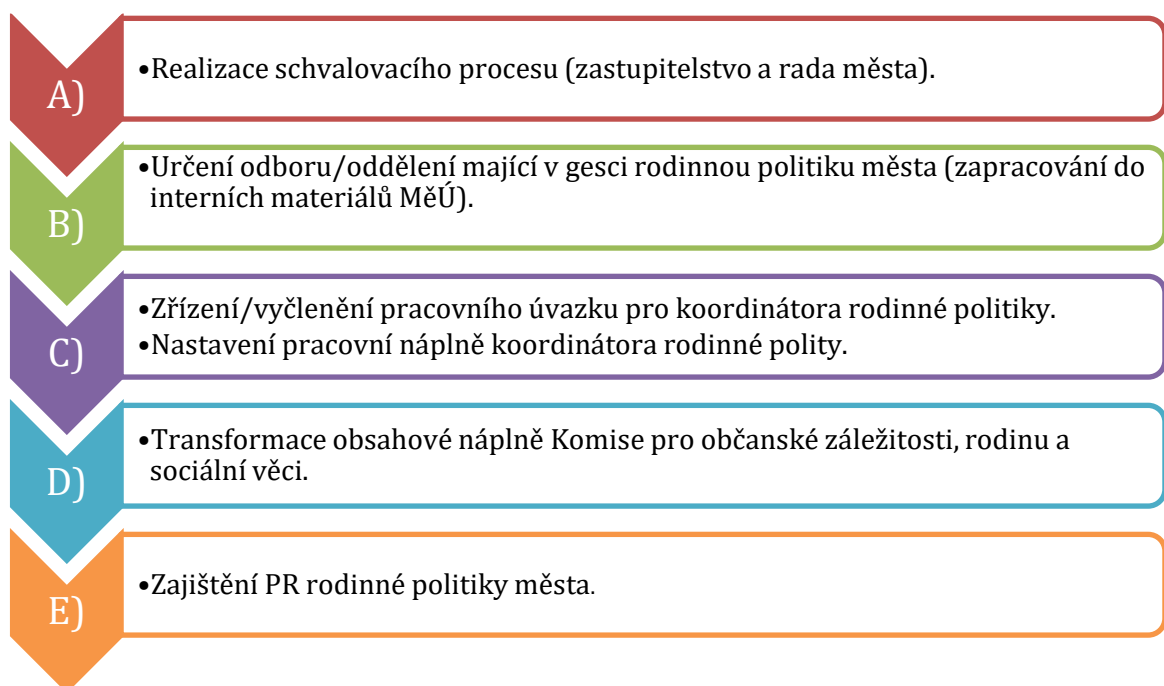 A)
•Realizace schvalovacího procesu (zastupitelstvo a rada města).
B)
•Určení odboru/oddělení mající v gesci rodinnou politiku města (zapracování do
interních materiálů MěÚ).
C)
•Zřízení/vyčlenění pracovního úvazku pro koordinátora rodinné politiky.
•Nastavení pracovní náplně koordinátora rodinné polity.
D)
•Transformace obsahové náplně Komise pro občanské záležitosti, rodinu a
sociální věci.
E)
•Zajištění PR rodinné politiky města.